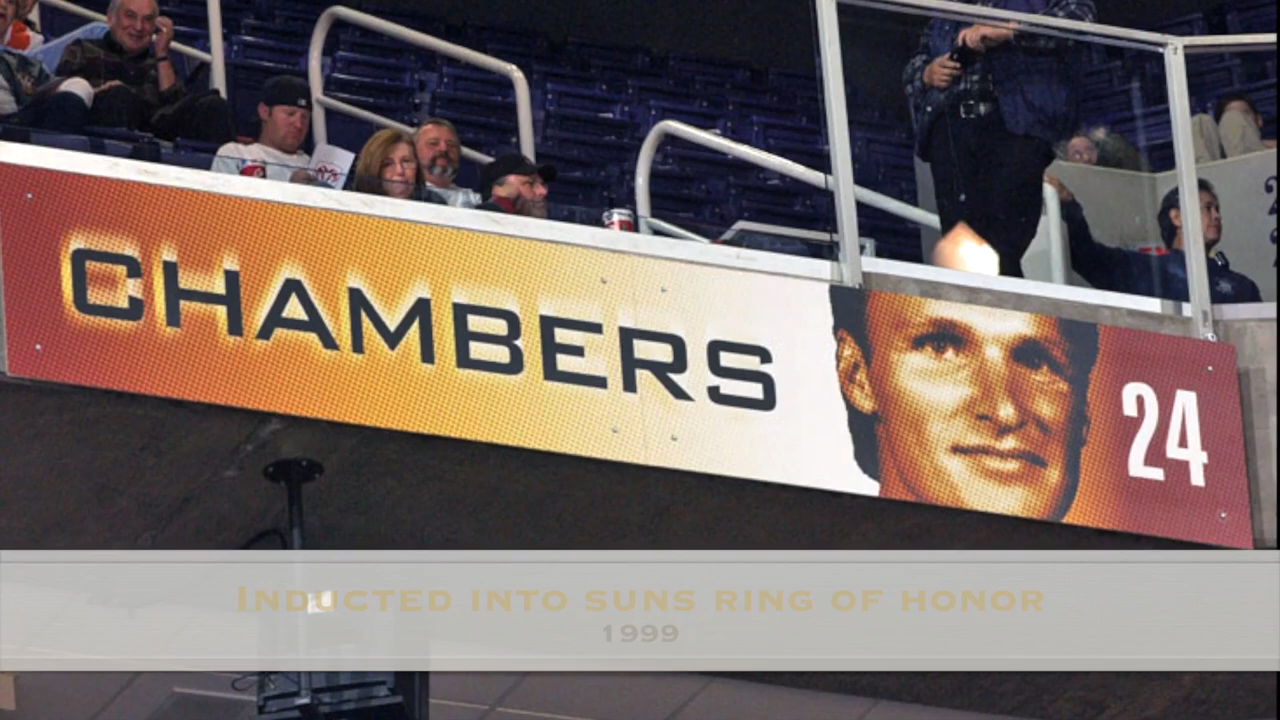 CHAMBERS
24
INDUCTED INTO SUNS RING OF HONOR
1999